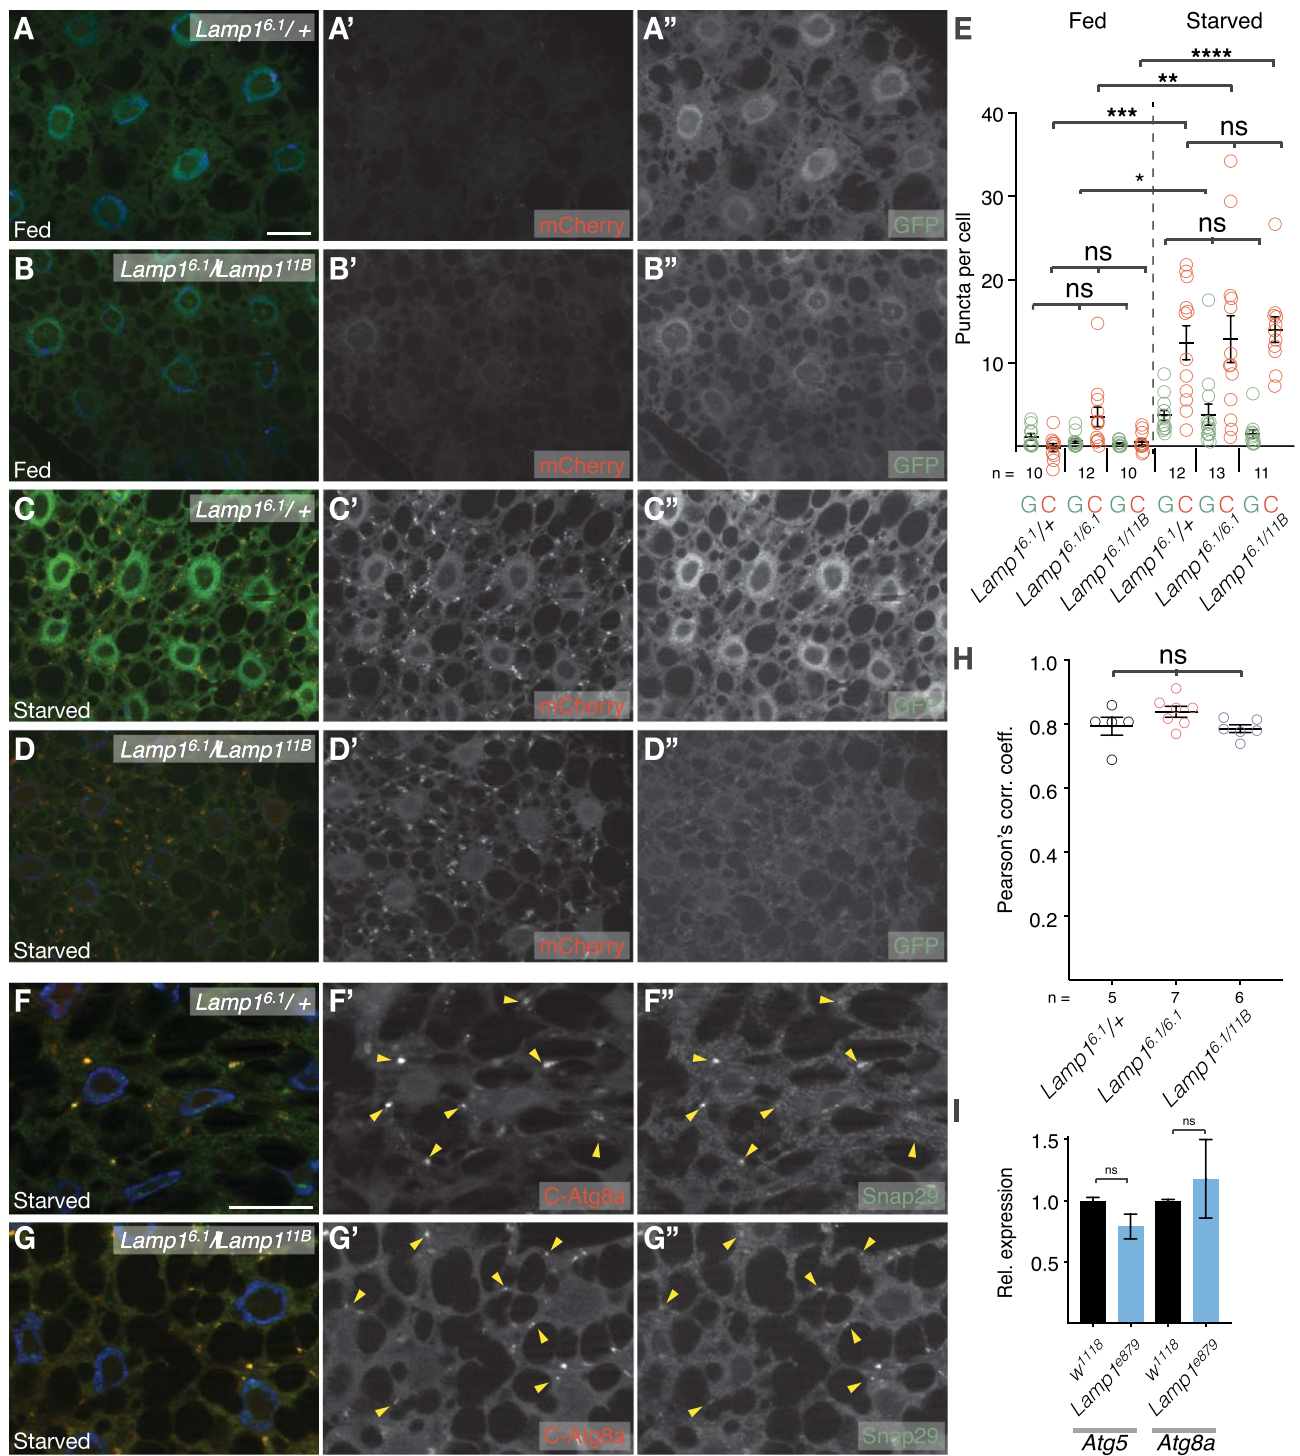 A Lamp1^6.1/+ Fed
A' mCherry
A" GFP
B Lamp1^6.1/Lamp1^11B Fed
B' mCherry
B" GFP
C Lamp1^6.1/+ Starved
C' mCherry
C" GFP
D Lamp1^6.1/Lamp1^11B Starved
D' mCherry
D" GFP
E
Fed Starved
****
**
***
ns
*
ns
ns
ns
Puncta per cell
40
30
20
10
n = 10 12 10 12 13 11
G C G C G C G C G C G C
Lamp1^6.1/+ Lamp1^6.1/6.1 Lamp1^6.1/11B Lamp1^6.1/+ Lamp1^6.1/6.1 Lamp1^6.1/11B
F Lamp1^6.1/+ Starved
F' C-Atg8a
F" Snap29
G Lamp1^6.1/Lamp1^11B Starved
G' C-Atg8a
G" Snap29
H
ns
Pearson's corr. coeff.
1.0
0.8
0.6
0.4
0.2
n = 5 7 6
Lamp1^6.1/+ Lamp1^6.1/6.1 Lamp1^6.1/11B
I
ns
ns
Rel. expression
1.5
1.0
0.5
w^1118 Lamp1^e879 w^1118 Lamp1^e879
Atg5 Atg8a